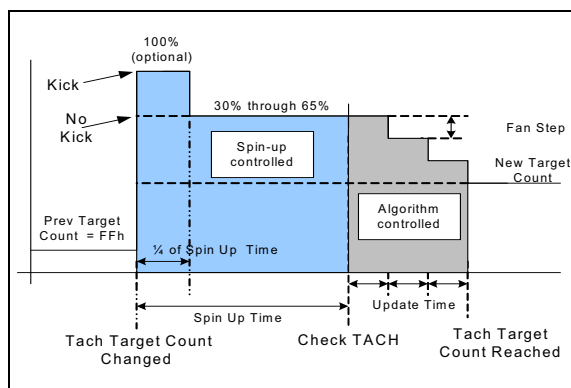 100%
(optional)
Kick
No
Kick
30% through 65%
Fan Step
Spin-up
controlled
New Target
Count
Prev Target
Count = FFh
Algorithm
controlled
¼ of Spin Up Time
Update Time
Spin Up Time
Tach Target Count
Changed
Check TACH
Tach Target
Count Reached